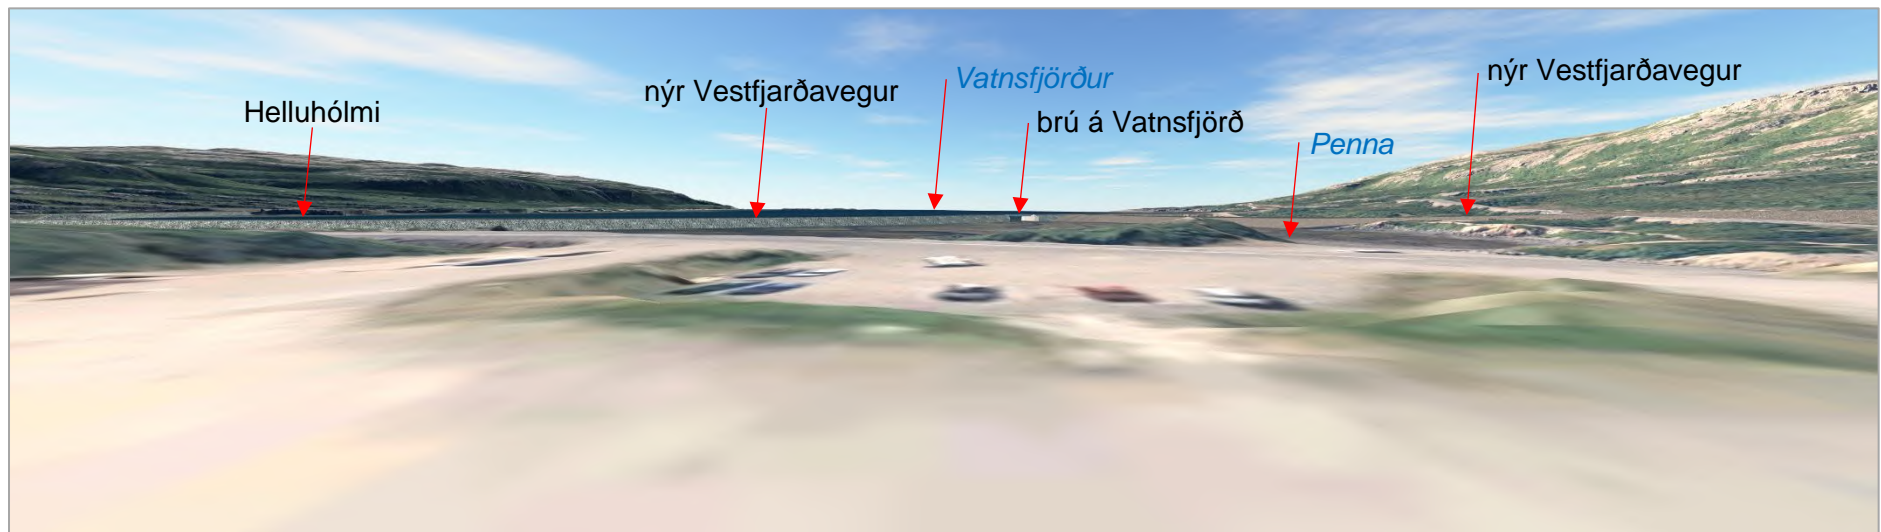 Helluhólmi
nýr Vestfjarðavegur
Vatnsfjörður
brú á Vatnsfjörð
Penna
nýr Vestfjarðavegur